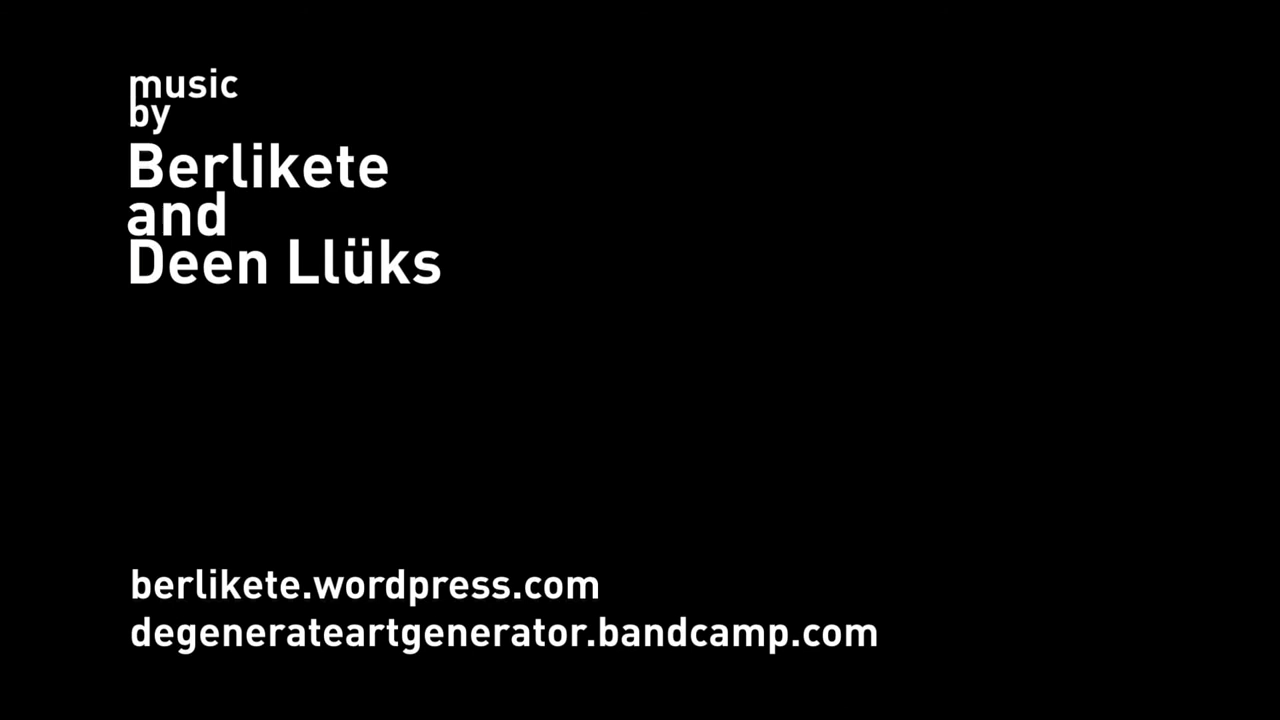 music
by
Berlikete
and
Deen Llüks
berlikete.wordpress.com
degenerateartgenerator.bandcamp.com